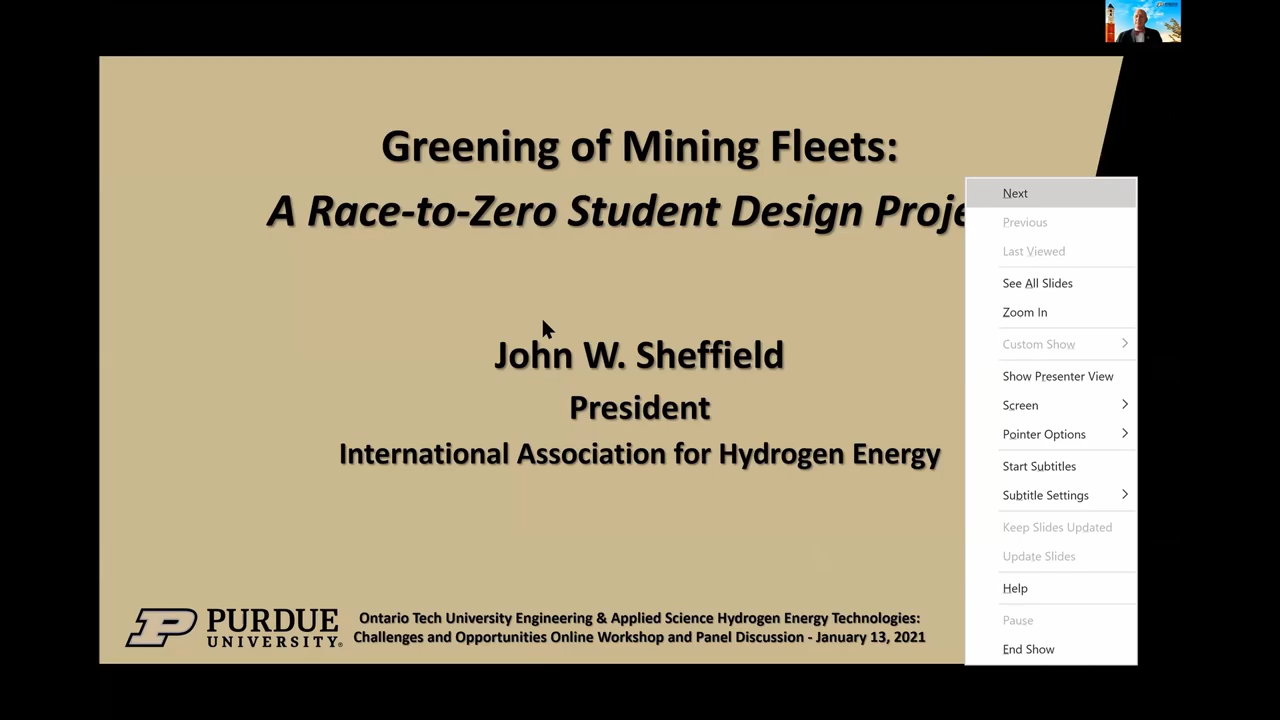 Greening of Mining Fleets:
A Race-to-Zero Student Design Proje
John W. Sheffield
President
International Association for Hydrogen Energy
PURDUE
UNIVERSITY®
Ontario Tech University Engineering & Applied Science Hydrogen Energy Technologies:
Challenges and Opportunities Online Workshop and Panel Discussion - January 13, 2021
Next
Previous
Last Viewed
See All Slides
Zoom In
Custom Show
Show Presenter View
Screen
Pointer Options
Start Subtitles
Subtitle Settings
Keep Slides Updated
Update Slides
Help
Pause
End Show